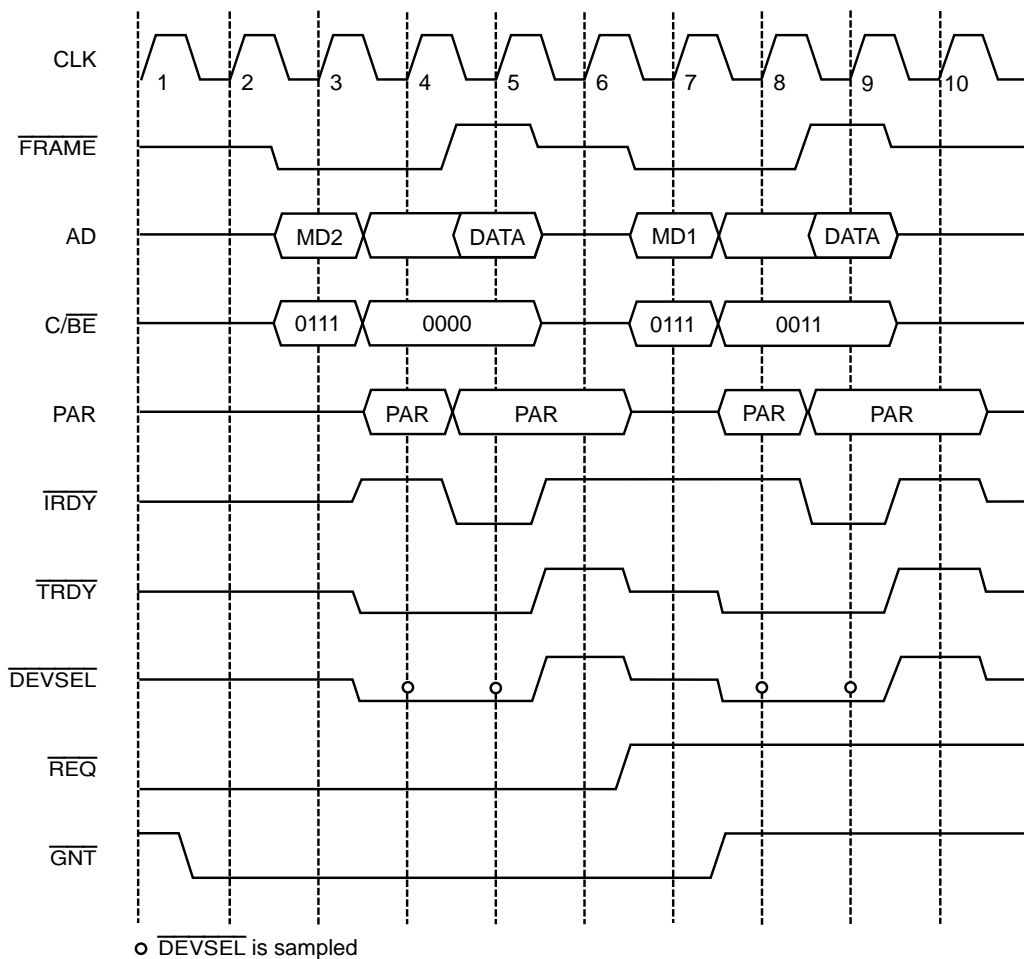 CLK
1 2 3 4 5 6 7 8 9 10
FRAME
AD
MD2 DATA MD1 DATA
C/BE
0111 0000 0111 0011
PAR
PAR PAR PAR PAR
IRDY
TRDY
DEVSEL
REQ
GNT
DEVSEL is sampled